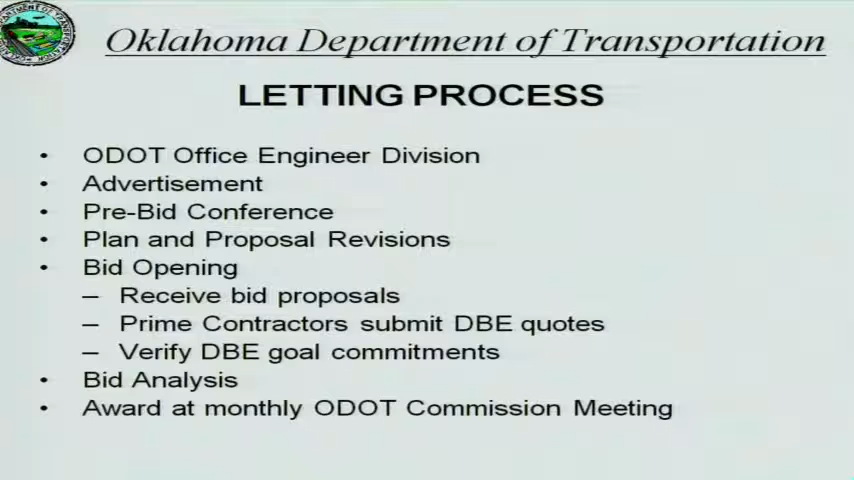 Oklahoma Department of Transportation
LETTING PROCESS
• ODOT Office Engineer Division
• Advertisement
• Pre-Bid Conference
• Plan and Proposal Revisions
• Bid Opening
– Receive bid proposals
– Prime Contractors submit DBE quotes
– Verify DBE goal commitments
• Bid Analysis
• Award at monthly ODOT Commission Meeting